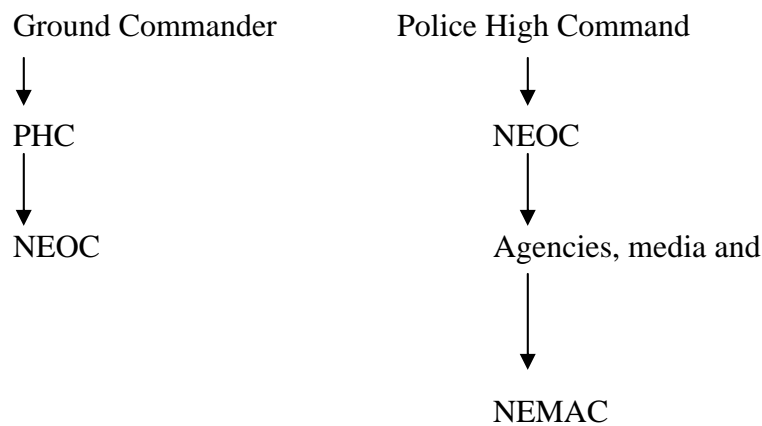 Ground Commander
Police High Command
PHC
NEOC
NEOC
Agencies, media and
NEMAC